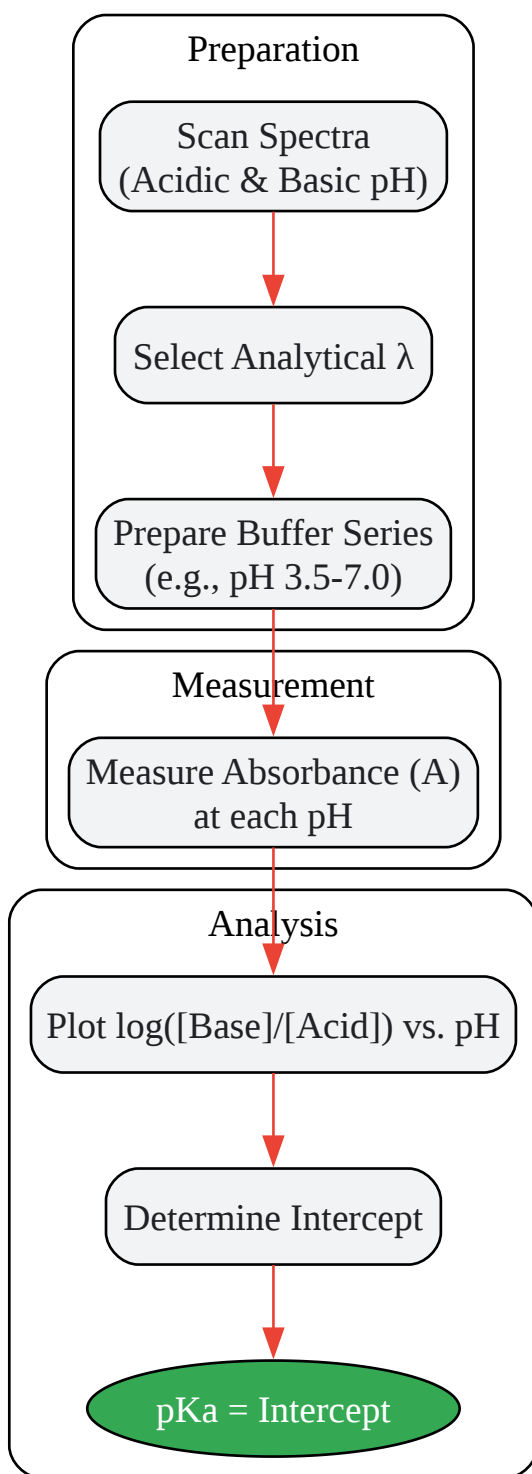 Preparation
Scan Spectra
(Acidic & Basic pH)
Select Analytical λ
Prepare Buffer Series
(e.g., pH 3.5-7.0)
Measurement
Measure Absorbance (A)
at each pH
Analysis
Plot log([Base]/[Acid]) vs. pH
Determine Intercept
pKa = Intercept